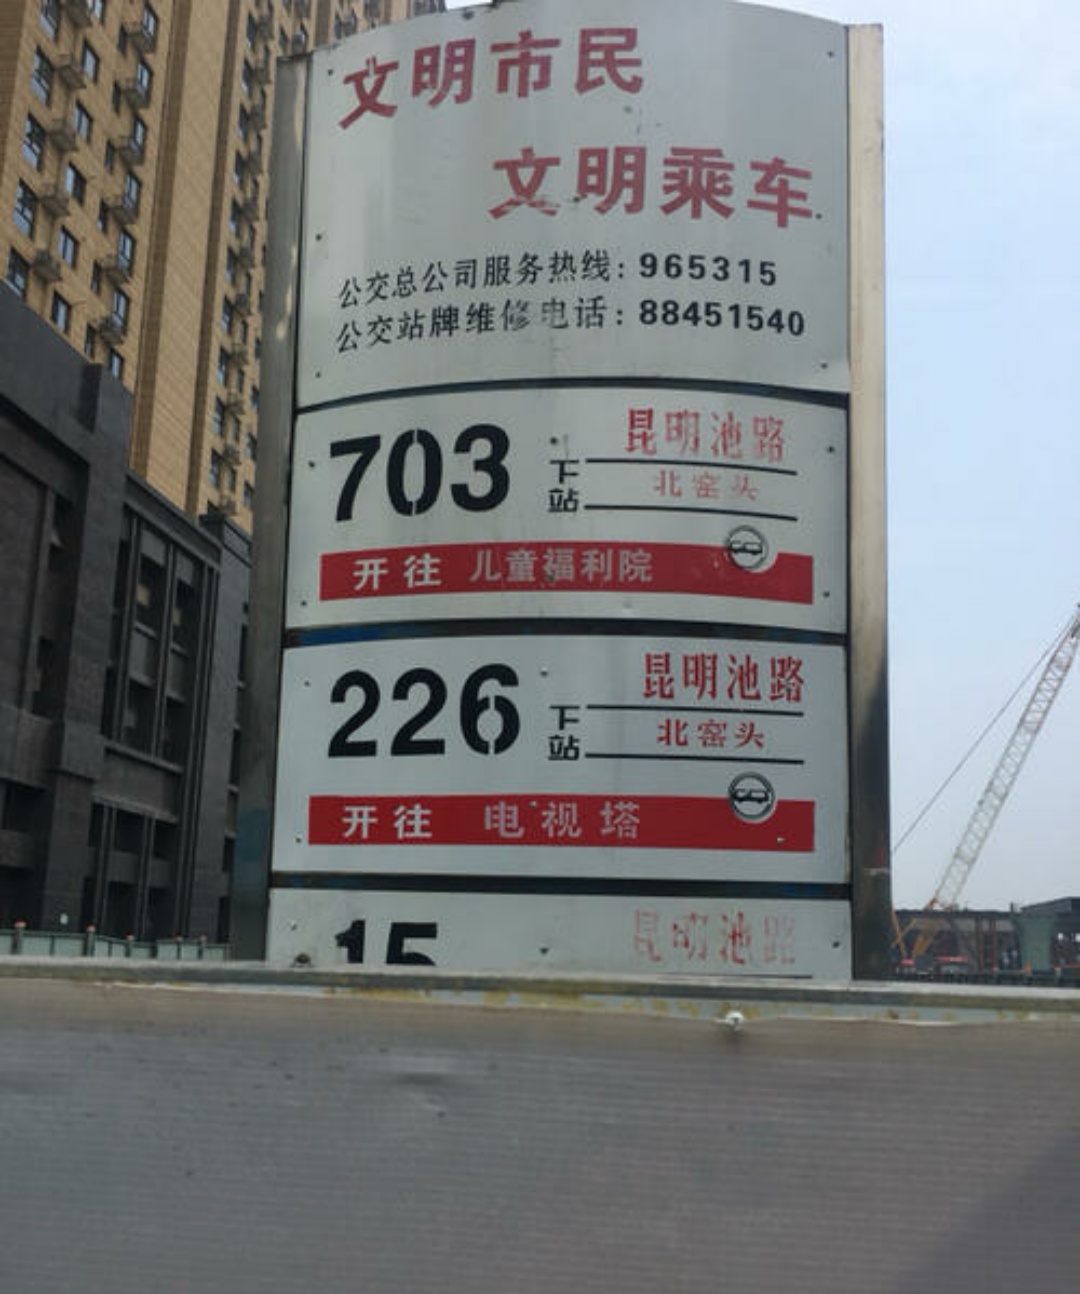 文明市民
文明乘车
公交总公司服务热线：965315
公交站牌维修电话：88451540
703 下站 昆明池路
北窑头
开往 儿童福利院
226 下站 昆明池路
北窑头
开往 电视塔
15 昆明池路